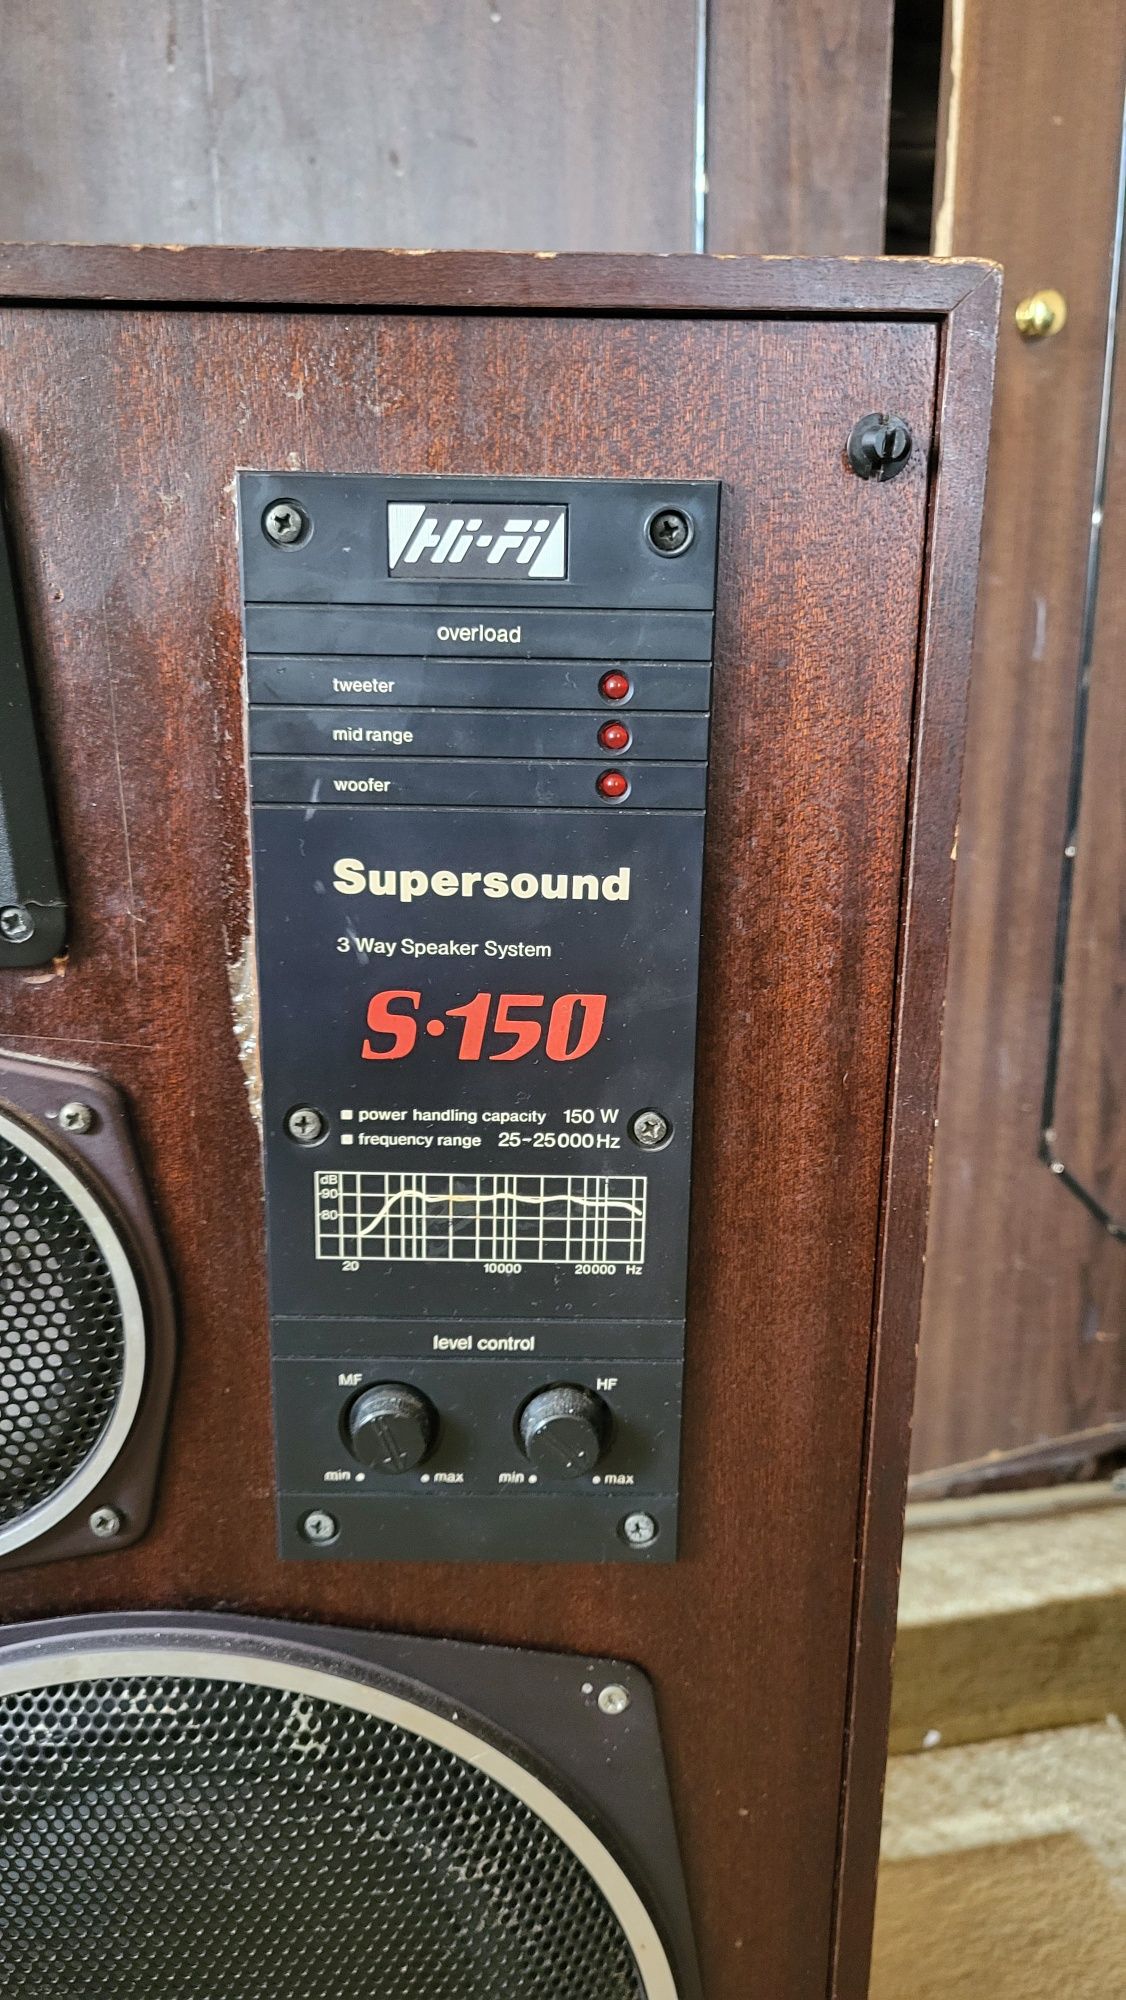 Hi-Fi
overload
tweeter
mid range
woofer
Supersound
3 Way Speaker System
S·150
power handling capacity 150 W
frequency range 25-25000 Hz
dB
90
80
20 10000 20000 Hz
level control
MF HF
min max min max